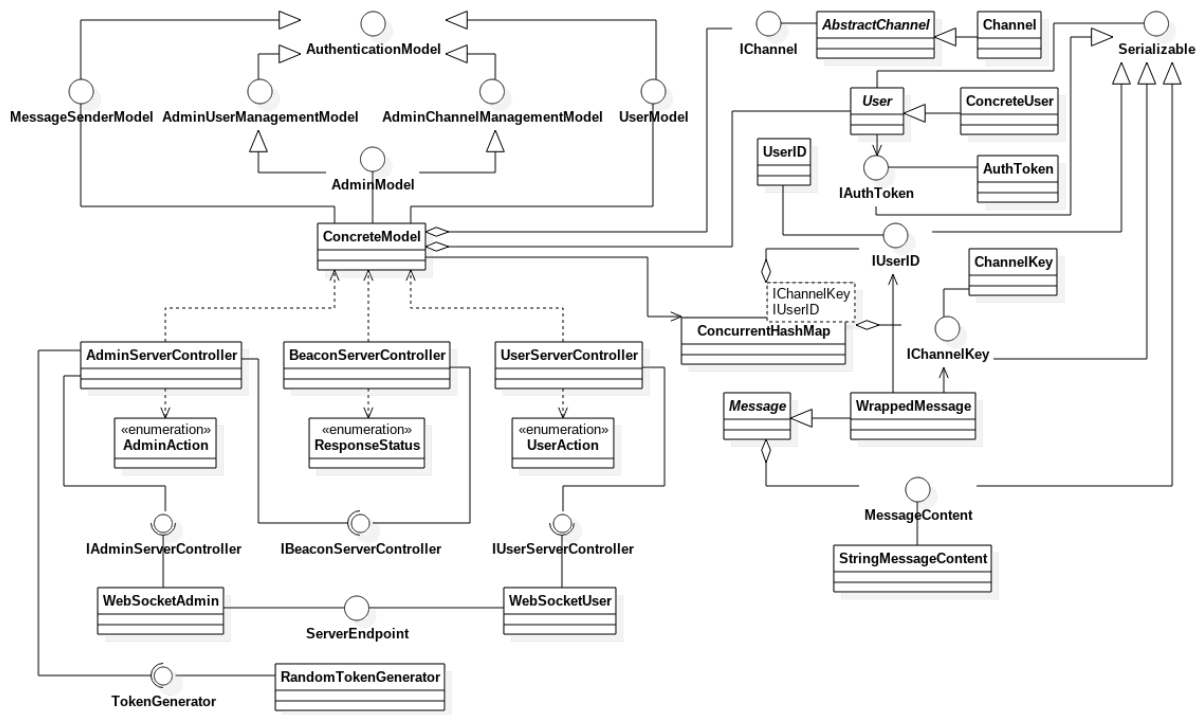 AuthenticationModel
IChannel
AbstractChannel
Channel
Serializable
MessageSenderModel
AdminUserManagementModel
AdminChannelManagementModel
UserModel
User
ConcreteUser
UserID
AuthToken
IAuthToken
AdminModel
ConcreteModel
IUserID
ChannelKey
IChannelKey
IUserID
ConcurrentHashMap
IChannelKey
AdminServerController
BeaconServerController
UserServerController
Message
WrappedMessage
«enumeration»
AdminAction
«enumeration»
ResponseStatus
«enumeration»
UserAction
MessageContent
IAdminServerController
IBeaconServerController
IUserServerController
StringMessageContent
WebSocketAdmin
WebSocketUser
ServerEndpoint
RandomTokenGenerator
TokenGenerator